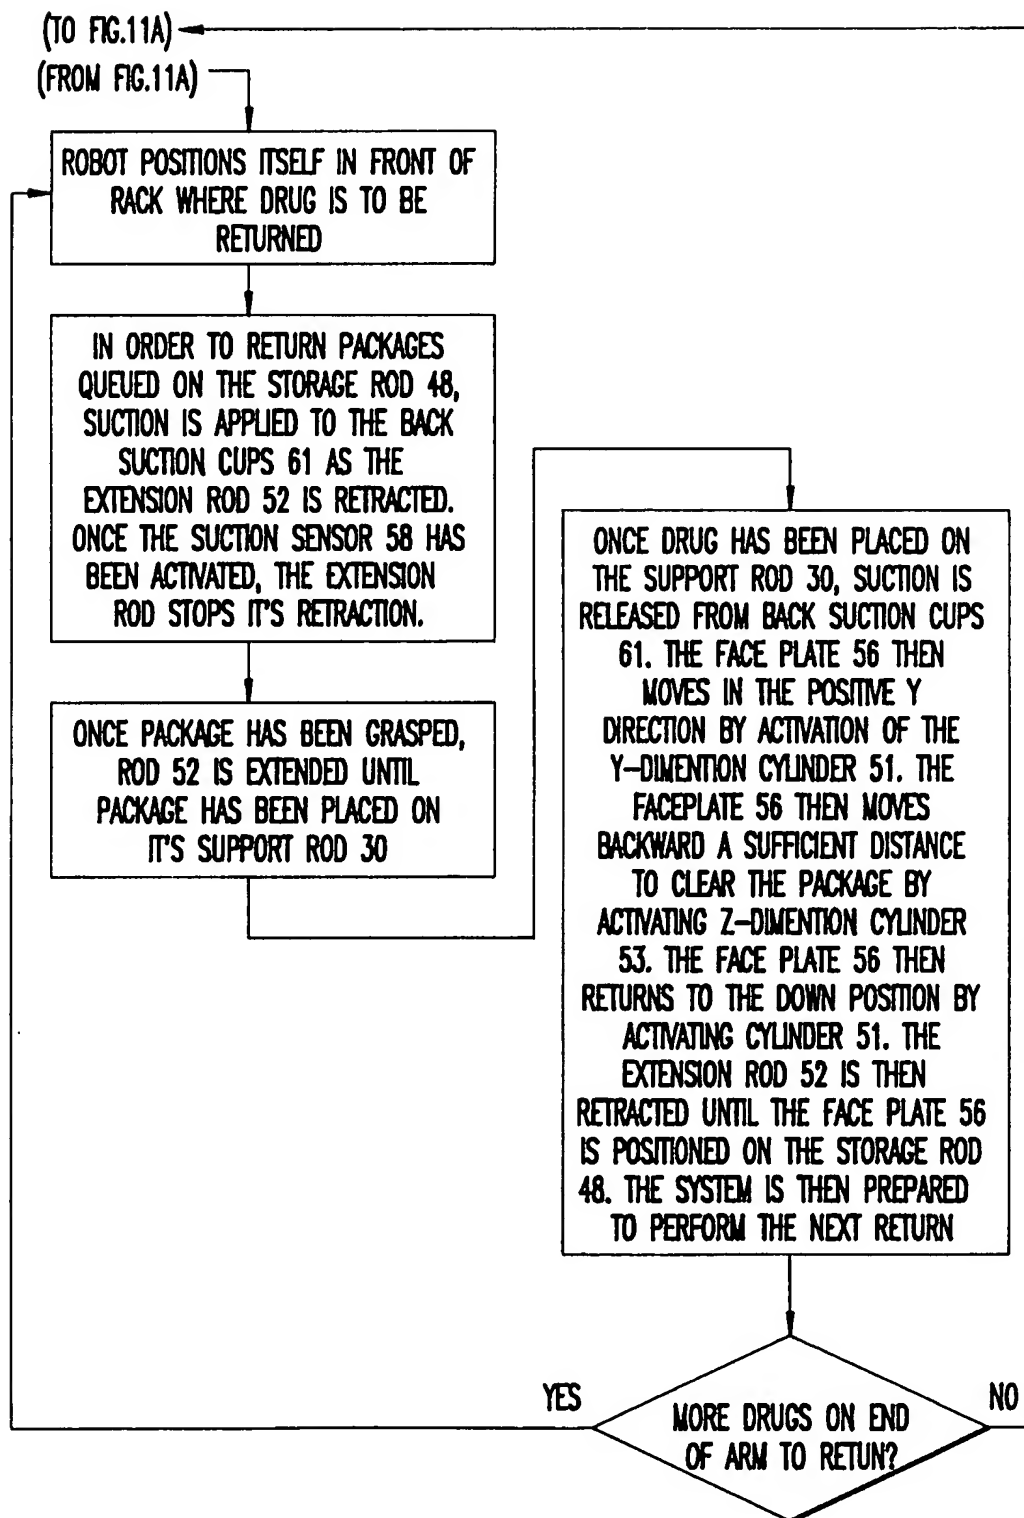 (TO FIG.11A)
(FROM FIG.11A)
ROBOT POSITIONS ITSELF IN FRONT OF
RACK WHERE DRUG IS TO BE
RETURNED
IN ORDER TO RETURN PACKAGES
QUEUED ON THE STORAGE ROD 48,
SUCTION IS APPLIED TO THE BACK
SUCTION CUPS 61 AS THE
EXTENSION ROD 52 IS RETRACTED.
ONCE THE SUCTION SENSOR 58 HAS
BEEN ACTIVATED, THE EXTENSION
ROD STOPS IT'S RETRACTION.
ONCE PACKAGE HAS BEEN GRASPED,
ROD 52 IS EXTENDED UNTIL
PACKAGE HAS BEEN PLACED ON
IT'S SUPPORT ROD 30
ONCE DRUG HAS BEEN PLACED ON
THE SUPPORT ROD 30, SUCTION IS
RELEASED FROM BACK SUCTION CUPS
61. THE FACE PLATE 56 THEN
MOVES IN THE POSITIVE Y
DIRECTION BY ACTIVATION OF THE
Y-DIMENTION CYLINDER 51. THE
FACEPLATE 56 THEN MOVES
BACKWARD A SUFFICIENT DISTANCE
TO CLEAR THE PACKAGE BY
ACTIVATING Z-DIMENTION CYLINDER
53. THE FACE PLATE 56 THEN
RETURNS TO THE DOWN POSITION BY
ACTIVATING CYLINDER 51. THE
EXTENSION ROD 52 IS THEN
RETRACTED UNTIL THE FACE PLATE 56
IS POSITIONED ON THE STORAGE ROD
48. THE SYSTEM IS THEN PREPARED
TO PERFORM THE NEXT RETURN
YES
MORE DRUGS ON END
OF ARM TO RETUN?
NO